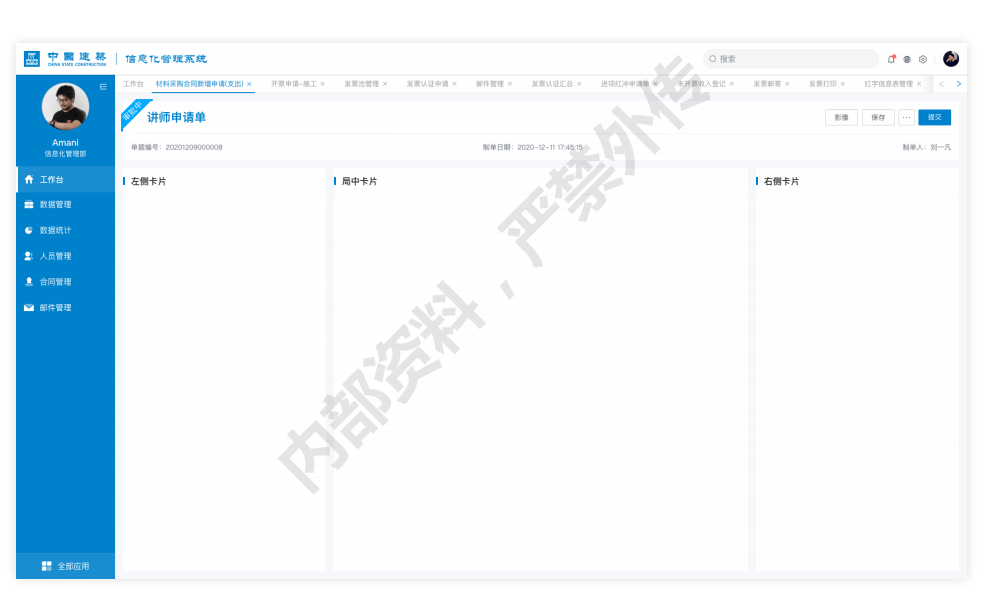 中國建築
CHINA STATE CONSTRUCTION
信息化管理系统
搜索
Amani
信息化管理部
工作台
数据管理
数据统计
人员管理
合同管理
邮件管理
全部应用
工作台 材料采购合同新增申请(支出) × 开票申请-施工 × 发票池管理 × 发票认证申请 × 邮件管理 × 发票认证汇总 × 进项红冲申请单 × 未开票收入登记 × 发票邮寄 × 发票打印 × 红字信息表管理 ×
审批中
讲师申请单
影像 保存 ... 提交
单据编号: 20201209000008 制单日期: 2020-12-11 17:45:15 制单人: 刘一凡
左侧卡片 局中卡片 右侧卡片
内部资料，严禁外传